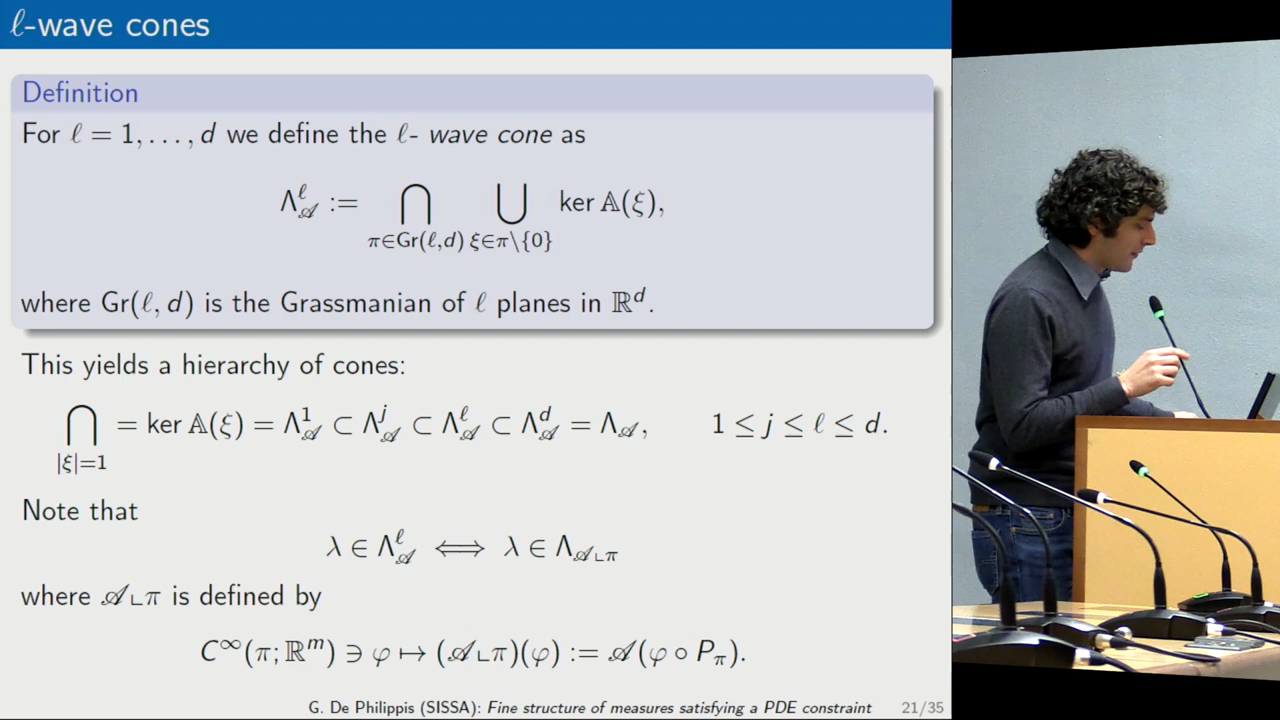 ℓ-wave cones
Definition
For ℓ = 1, . . . , d we define the ℓ- wave cone as
Λ^ℓ_𝒜 := ⋂_{π∈Gr(ℓ,d)} ⋃_{ξ∈π\{0}} ker 𝔸(ξ),
where Gr(ℓ, d) is the Grassmanian of ℓ planes in ℝ^d.
This yields a hierarchy of cones:
⋂_{|ξ|=1} = ker 𝔸(ξ) = Λ^1_𝒜 ⊂ Λ^j_𝒜 ⊂ Λ^ℓ_𝒜 ⊂ Λ^d_𝒜 = Λ_𝒜, 1 ≤ j ≤ ℓ ≤ d.
Note that
λ ∈ Λ^ℓ_𝒜 ⟺ λ ∈ Λ_{𝒜⌞π}
where 𝒜⌞π is defined by
C^∞(π; ℝ^m) ∋ φ ↦ (𝒜⌞π)(φ) := 𝒜(φ ∘ P_π).
G. De Philippis (SISSA): Fine structure of measures satisfying a PDE constraint 21/35